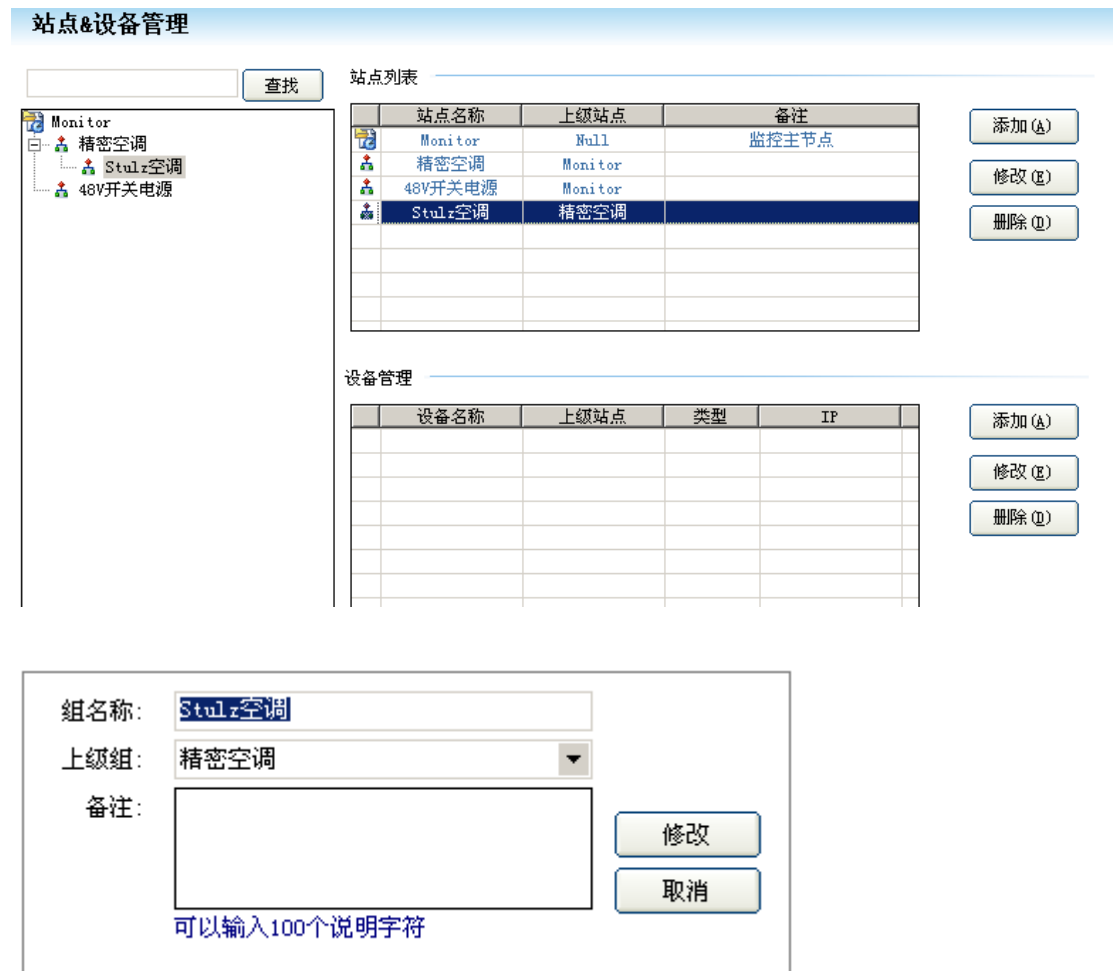 站点&设备管理
查找
Monitor
精密空调
Stulz空调
48V开关电源
站点列表
站点名称 上级站点 备注
Monitor Null 监控主节点
精密空调 Monitor
48V开关电源 Monitor
Stulz空调 精密空调
添加(A)
修改(E)
删除(D)
设备管理
设备名称 上级站点 类型 IP
添加(A)
修改(E)
删除(D)
组名称: Stulz空调
上级组: 精密空调
备注:
修改
取消
可以输入100个说明字符